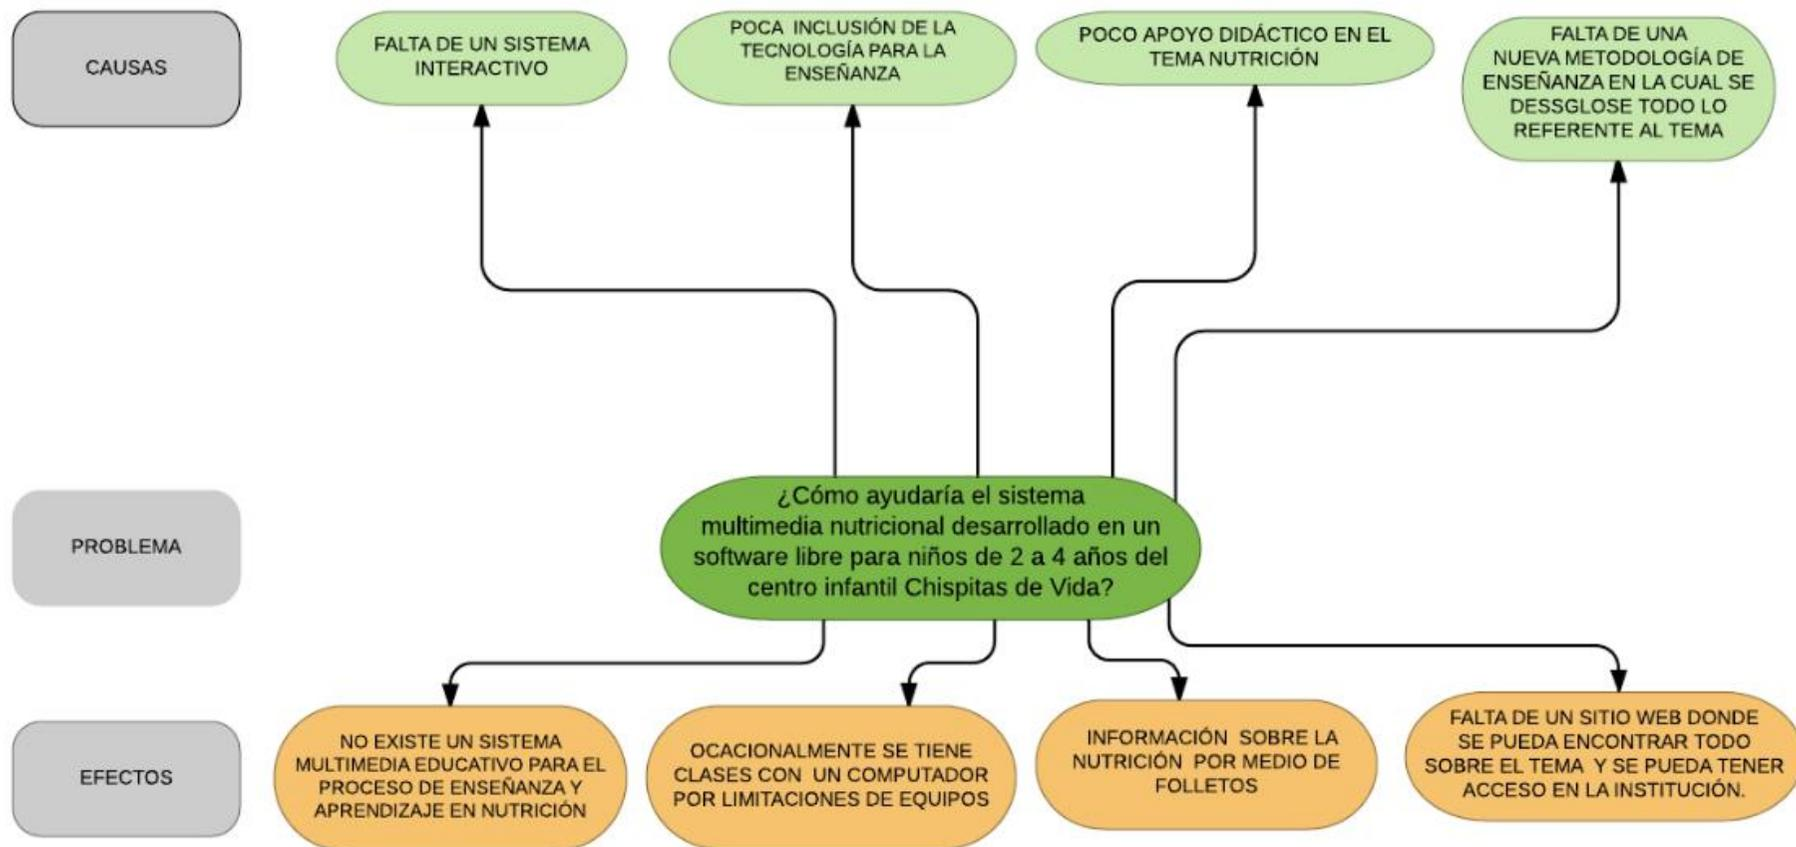 CAUSAS
FALTA DE UN SISTEMA
INTERACTIVO
POCA INCLUSIÓN DE LA
TECNOLOGÍA PARA LA
ENSEÑANZA
POCO APOYO DIDÁCTICO EN EL
TEMA NUTRICIÓN
FALTA DE UNA
NUEVA METODOLOGÍA DE
ENSEÑANZA EN LA CUAL SE
DESSGLOSE TODO LO
REFERENTE AL TEMA
PROBLEMA
¿Cómo ayudaría el sistema
multimedia nutricional desarrollado en un
software libre para niños de 2 a 4 años del
centro infantil Chispitas de Vida?
EFECTOS
NO EXISTE UN SISTEMA
MULTIMEDIA EDUCATIVO PARA EL
PROCESO DE ENSEÑANZA Y
APRENDIZAJE EN NUTRICIÓN
OCACIONALMENTE SE TIENE
CLASES CON UN COMPUTADOR
POR LIMITACIONES DE EQUIPOS
INFORMACIÓN SOBRE LA
NUTRICIÓN POR MEDIO DE
FOLLETOS
FALTA DE UN SITIO WEB DONDE
SE PUEDA ENCONTRAR TODO
SOBRE EL TEMA Y SE PUEDA TENER
ACCESO EN LA INSTITUCIÓN.